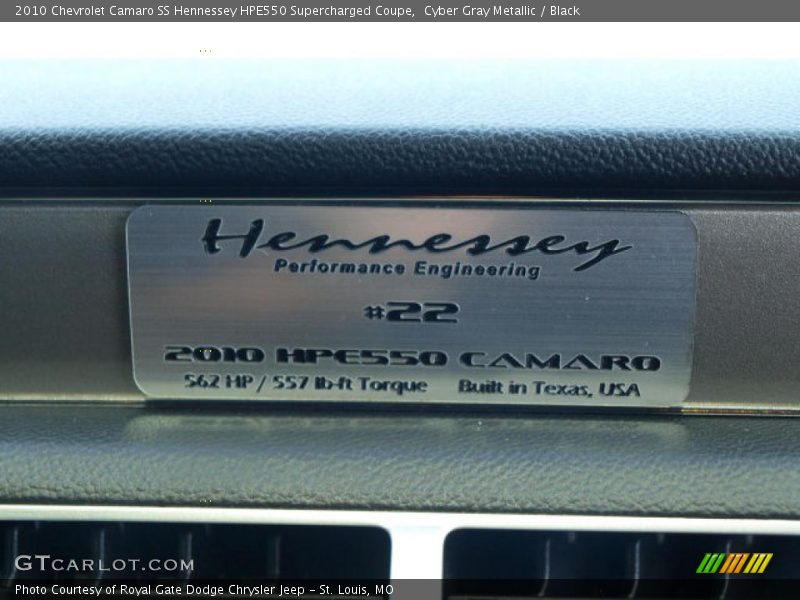 2010 Chevrolet Camaro SS Hennessey HPE550 Supercharged Coupe, Cyber Gray Metallic / Black
Hennessey
Performance Engineering
#22
2010 HPE550 CAMARO
562 HP / 557 lb-ft Torque Built in Texas, USA
GTCARLOT.COM
Photo Courtesy of Royal Gate Dodge Chrysler Jeep – St. Louis, MO